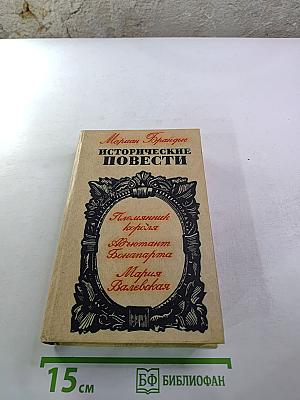 Мариан Брандыс
ИСТОРИЧЕСКИЕ
ПОВЕСТИ
Племянник
короля
Адъютант
Бонапарта
Мария
Валевская
15 см
БФ БИБЛИОФАН